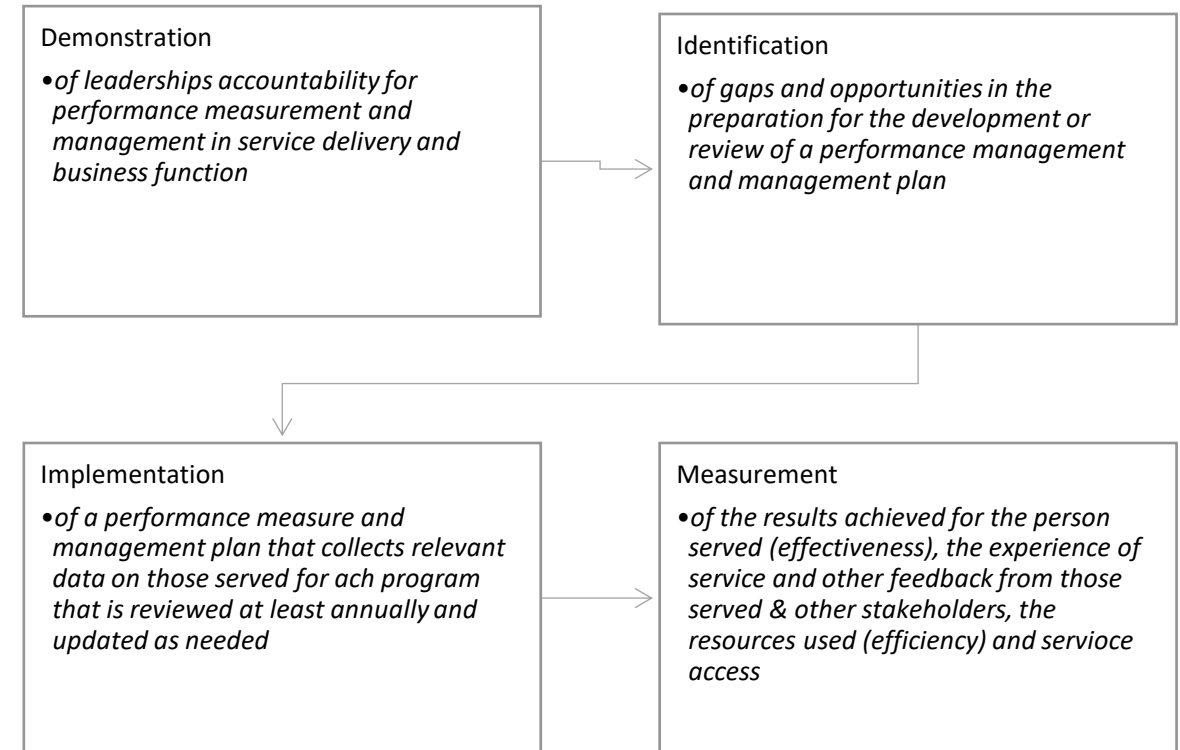 Demonstration
•of leaderships accountability for
performance measurement and
management in service delivery and
business function
Identification
•of gaps and opportunities in the
preparation for the development or
review of a performance management
and management plan
Implementation
•of a performance measure and
management plan that collects relevant
data on those served for ach program
that is reviewed at least annually and
updated as needed
Measurement
•of the results achieved for the person
served (effectiveness), the experience of
service and other feedback from those
served & other stakeholders, the
resources used (efficiency) and servioce
access